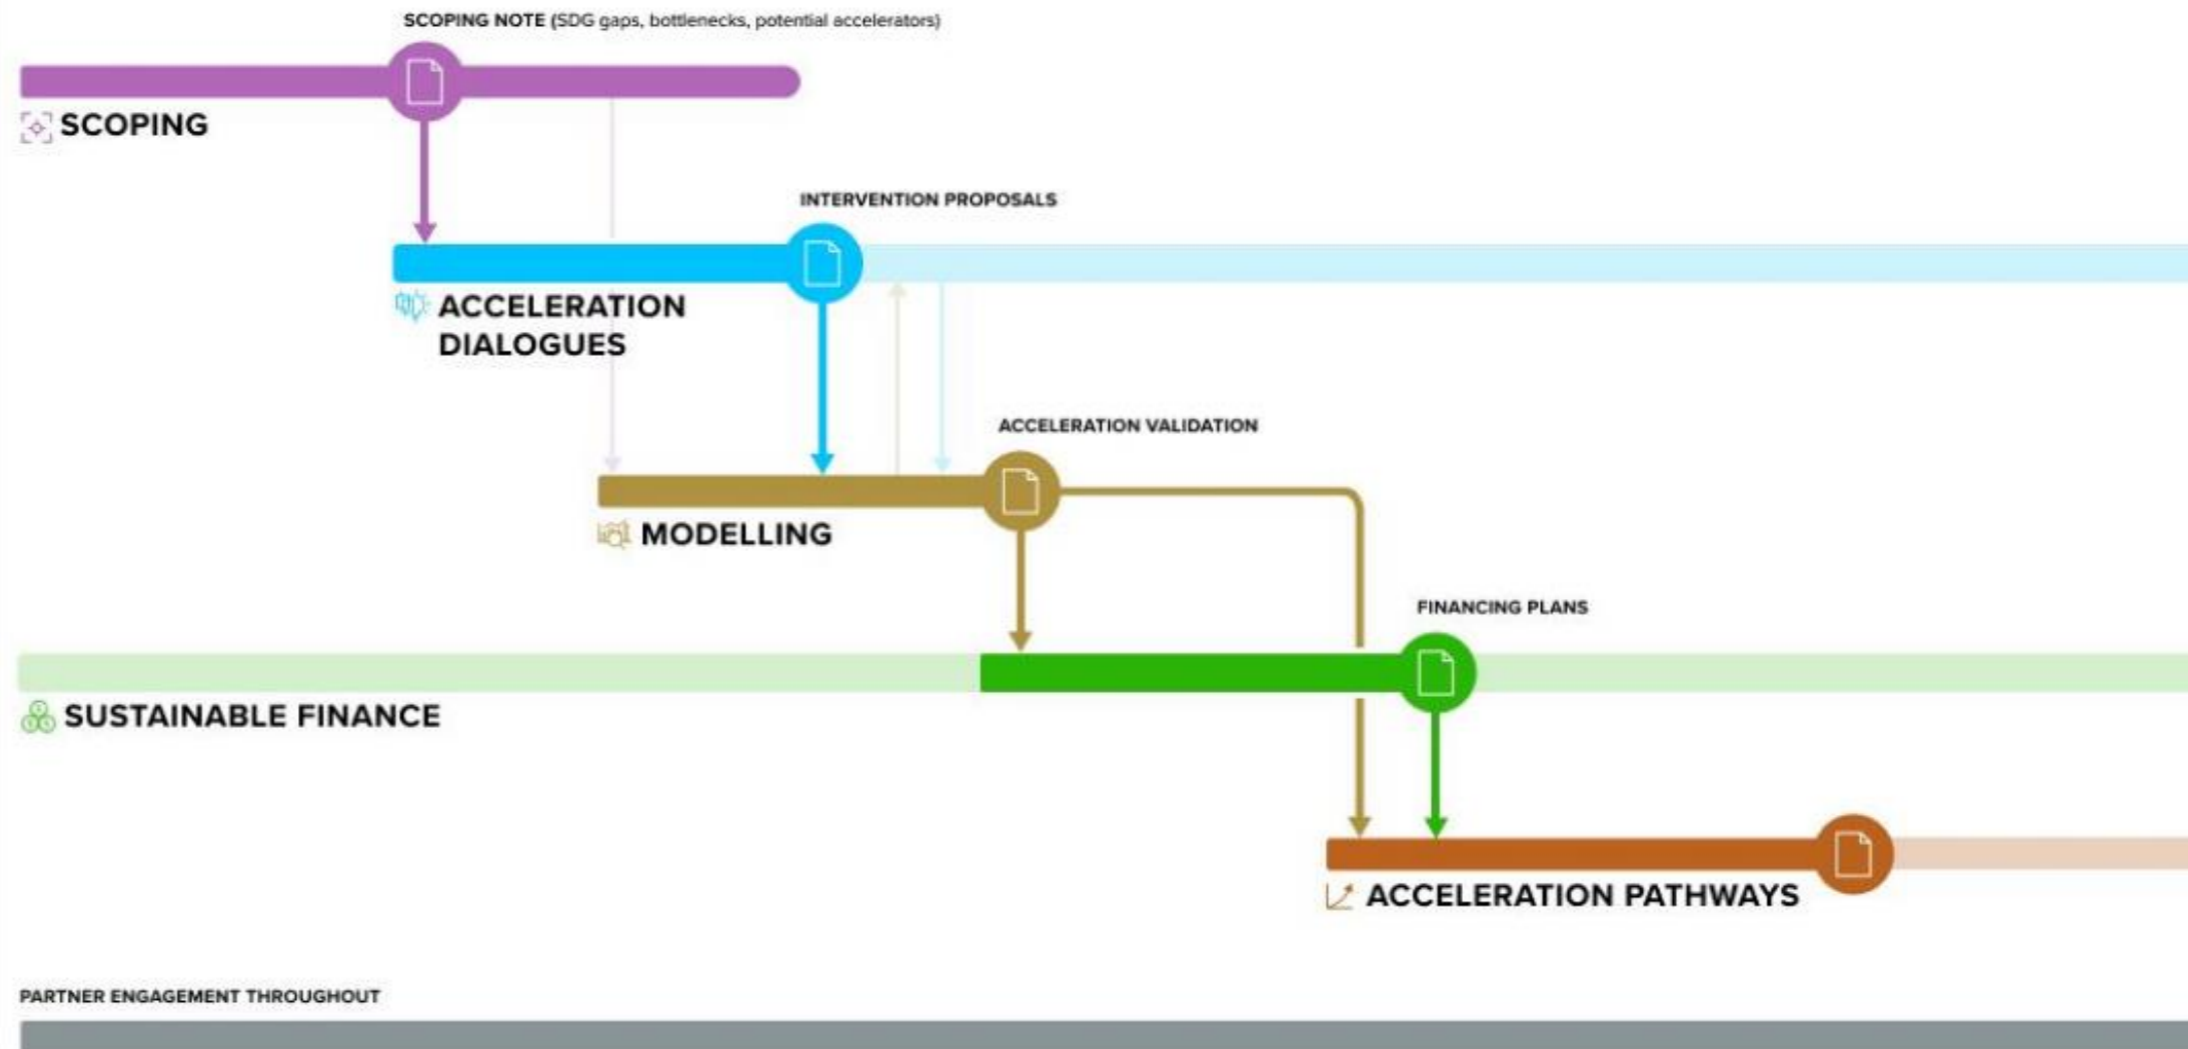 SCOPING NOTE (SDG gaps, bottlenecks, potential accelerators)
SCOPING
INTERVENTION PROPOSALS
ACCELERATION
DIALOGUES
ACCELERATION VALIDATION
MODELLING
FINANCING PLANS
SUSTAINABLE FINANCE
ACCELERATION PATHWAYS
PARTNER ENGAGEMENT THROUGHOUT